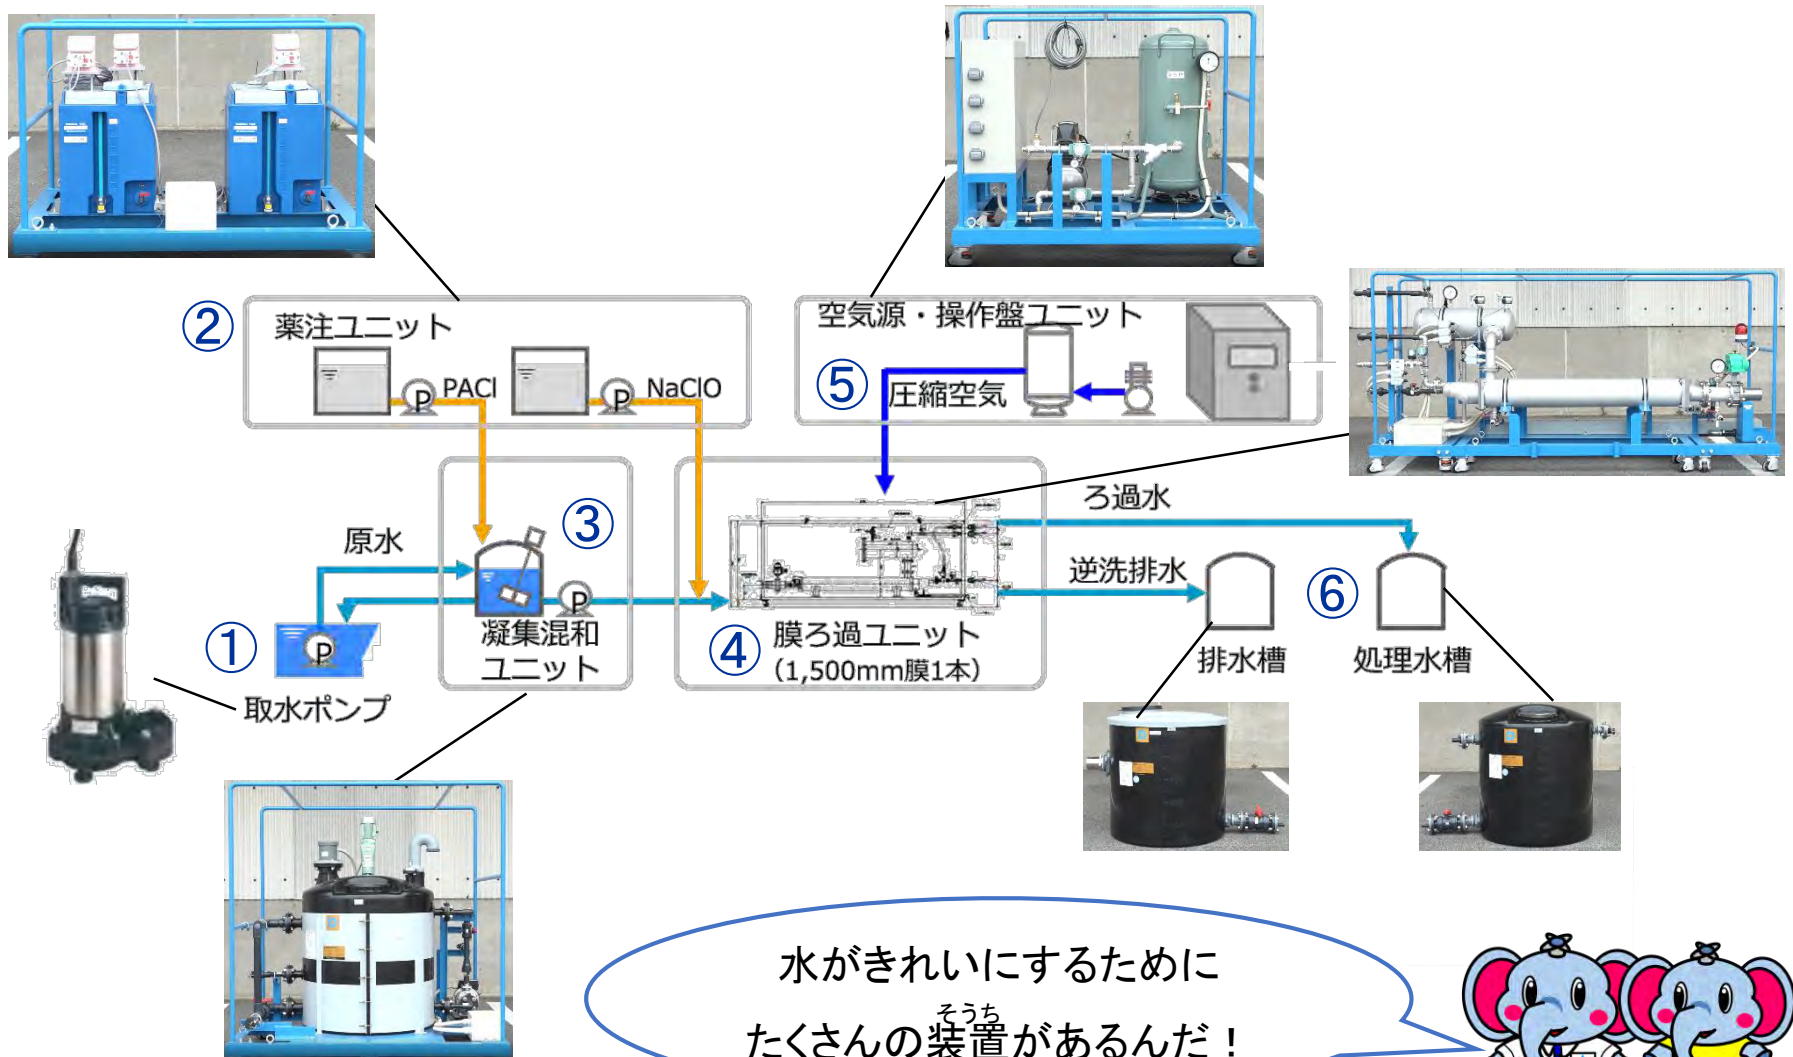 ②
薬注ユニット
PACl
NaClO
P
P
空気源・操作盤ユニット
⑤
圧縮空気
③
原水
P
凝集混和
ユニット
①
P
取水ポンプ
④
膜ろ過ユニット
（1,500mm膜1本）
ろ過水
逆洗排水
⑥
排水槽
処理水槽
水がきれいにするために
そうち
たくさんの装置があるんだ！